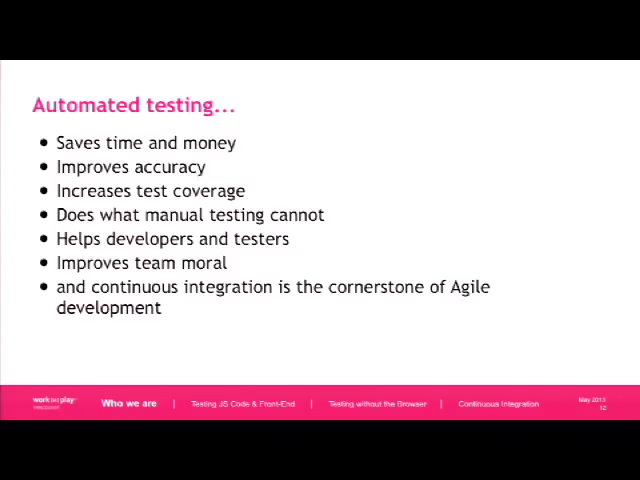 Automated testing...
• Saves time and money
• Improves accuracy
• Increases test coverage
• Does what manual testing cannot
• Helps developers and testers
• Improves team moral
• and continuous integration is the cornerstone of Agile
development
work play Who we are | Testing JS Code & Front-End | Testing without the Browser | Continuous Integration May 2013
VANCOUVER 12